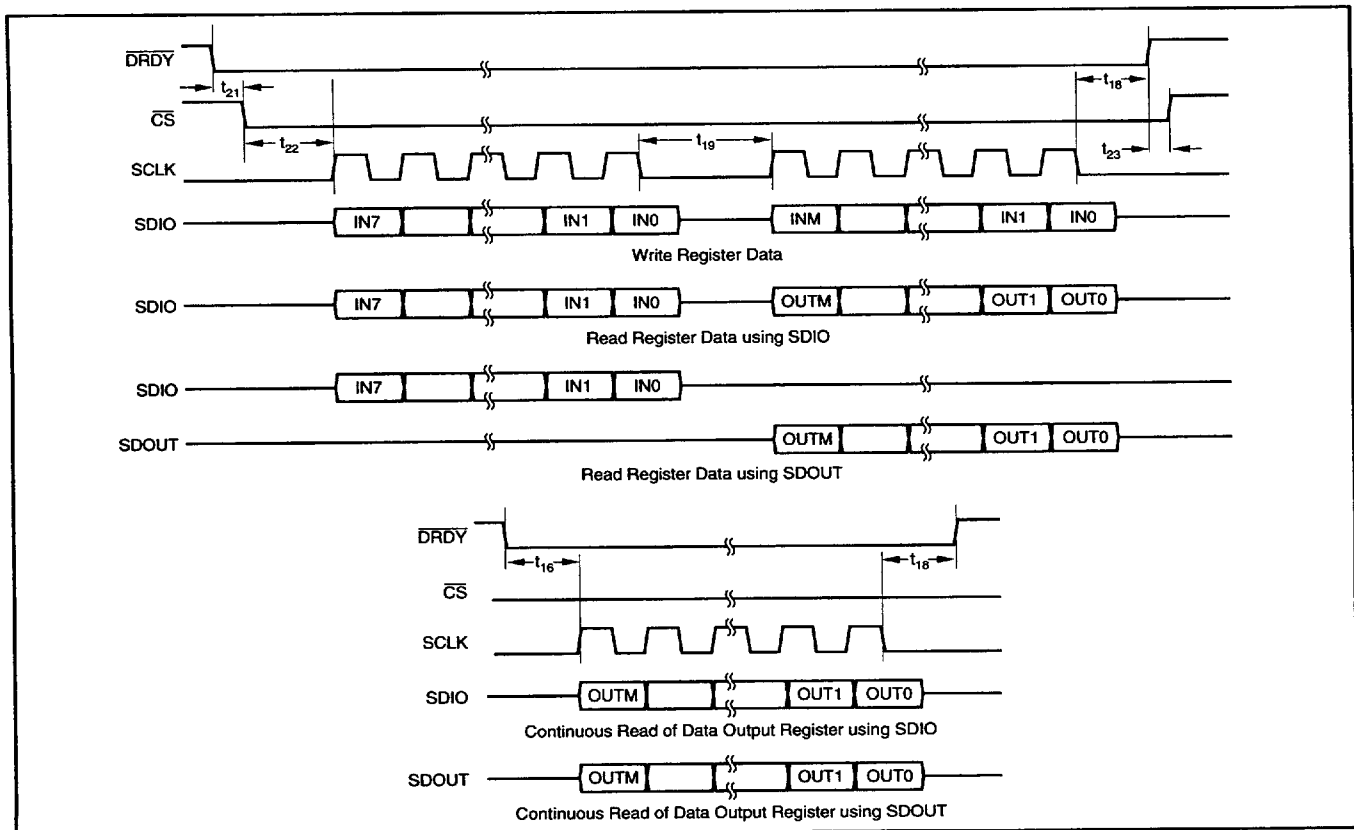 DRDY
t21
t18
CS
t22
t19
t23
SCLK
SDIO IN7 IN1 IN0 INM IN1 IN0
Write Register Data
SDIO IN7 IN1 IN0 OUTM OUT1 OUT0
Read Register Data using SDIO
SDIO IN7 IN1 IN0
SDOUT OUTM OUT1 OUT0
Read Register Data using SDOUT
DRDY
t16 t18
CS
SCLK
SDIO OUTM OUT1 OUT0
Continuous Read of Data Output Register using SDIO
SDOUT OUTM OUT1 OUT0
Continuous Read of Data Output Register using SDOUT